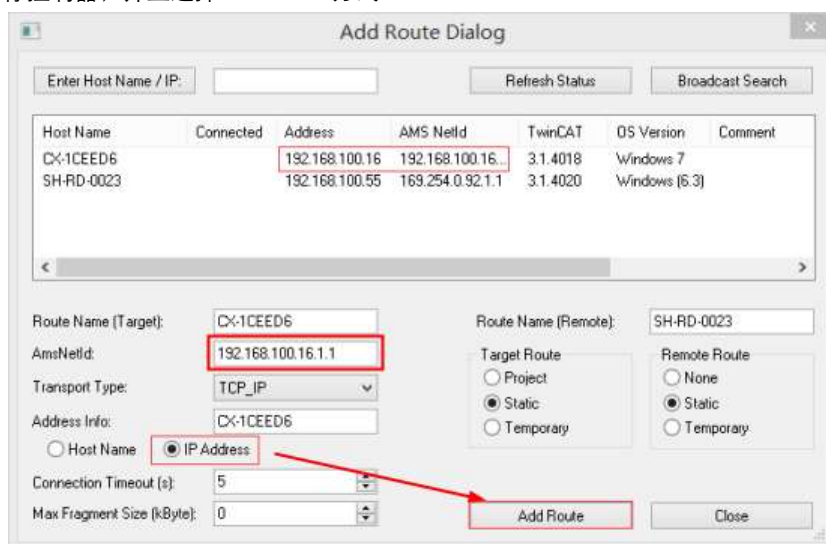 Add Route Dialog
Enter Host Name / IP: Refresh Status Broadcast Search
Host Name Connected Address AMS NetId TwinCAT OS Version Comment
CX-1CEED6 192.168.100.16 192.168.100.16... 3.1.4018 Windows 7
SH-RD-0023 192.168.100.55 169.254.0.92.1.1 3.1.4020 Windows (6.3)
Route Name (Target): CX-1CEED6 Route Name (Remote): SH-RD-0023
AmsNetId: 192.168.100.16.1.1 Target Route Remote Route
Project None
Transport Type: TCP_IP Static Static
Address Info: CX-1CEED6 Temporary Temporary
Host Name IP Address
Connection Timeout (s): 5
Max Fragment Size (kByte): 0 Add Route Close